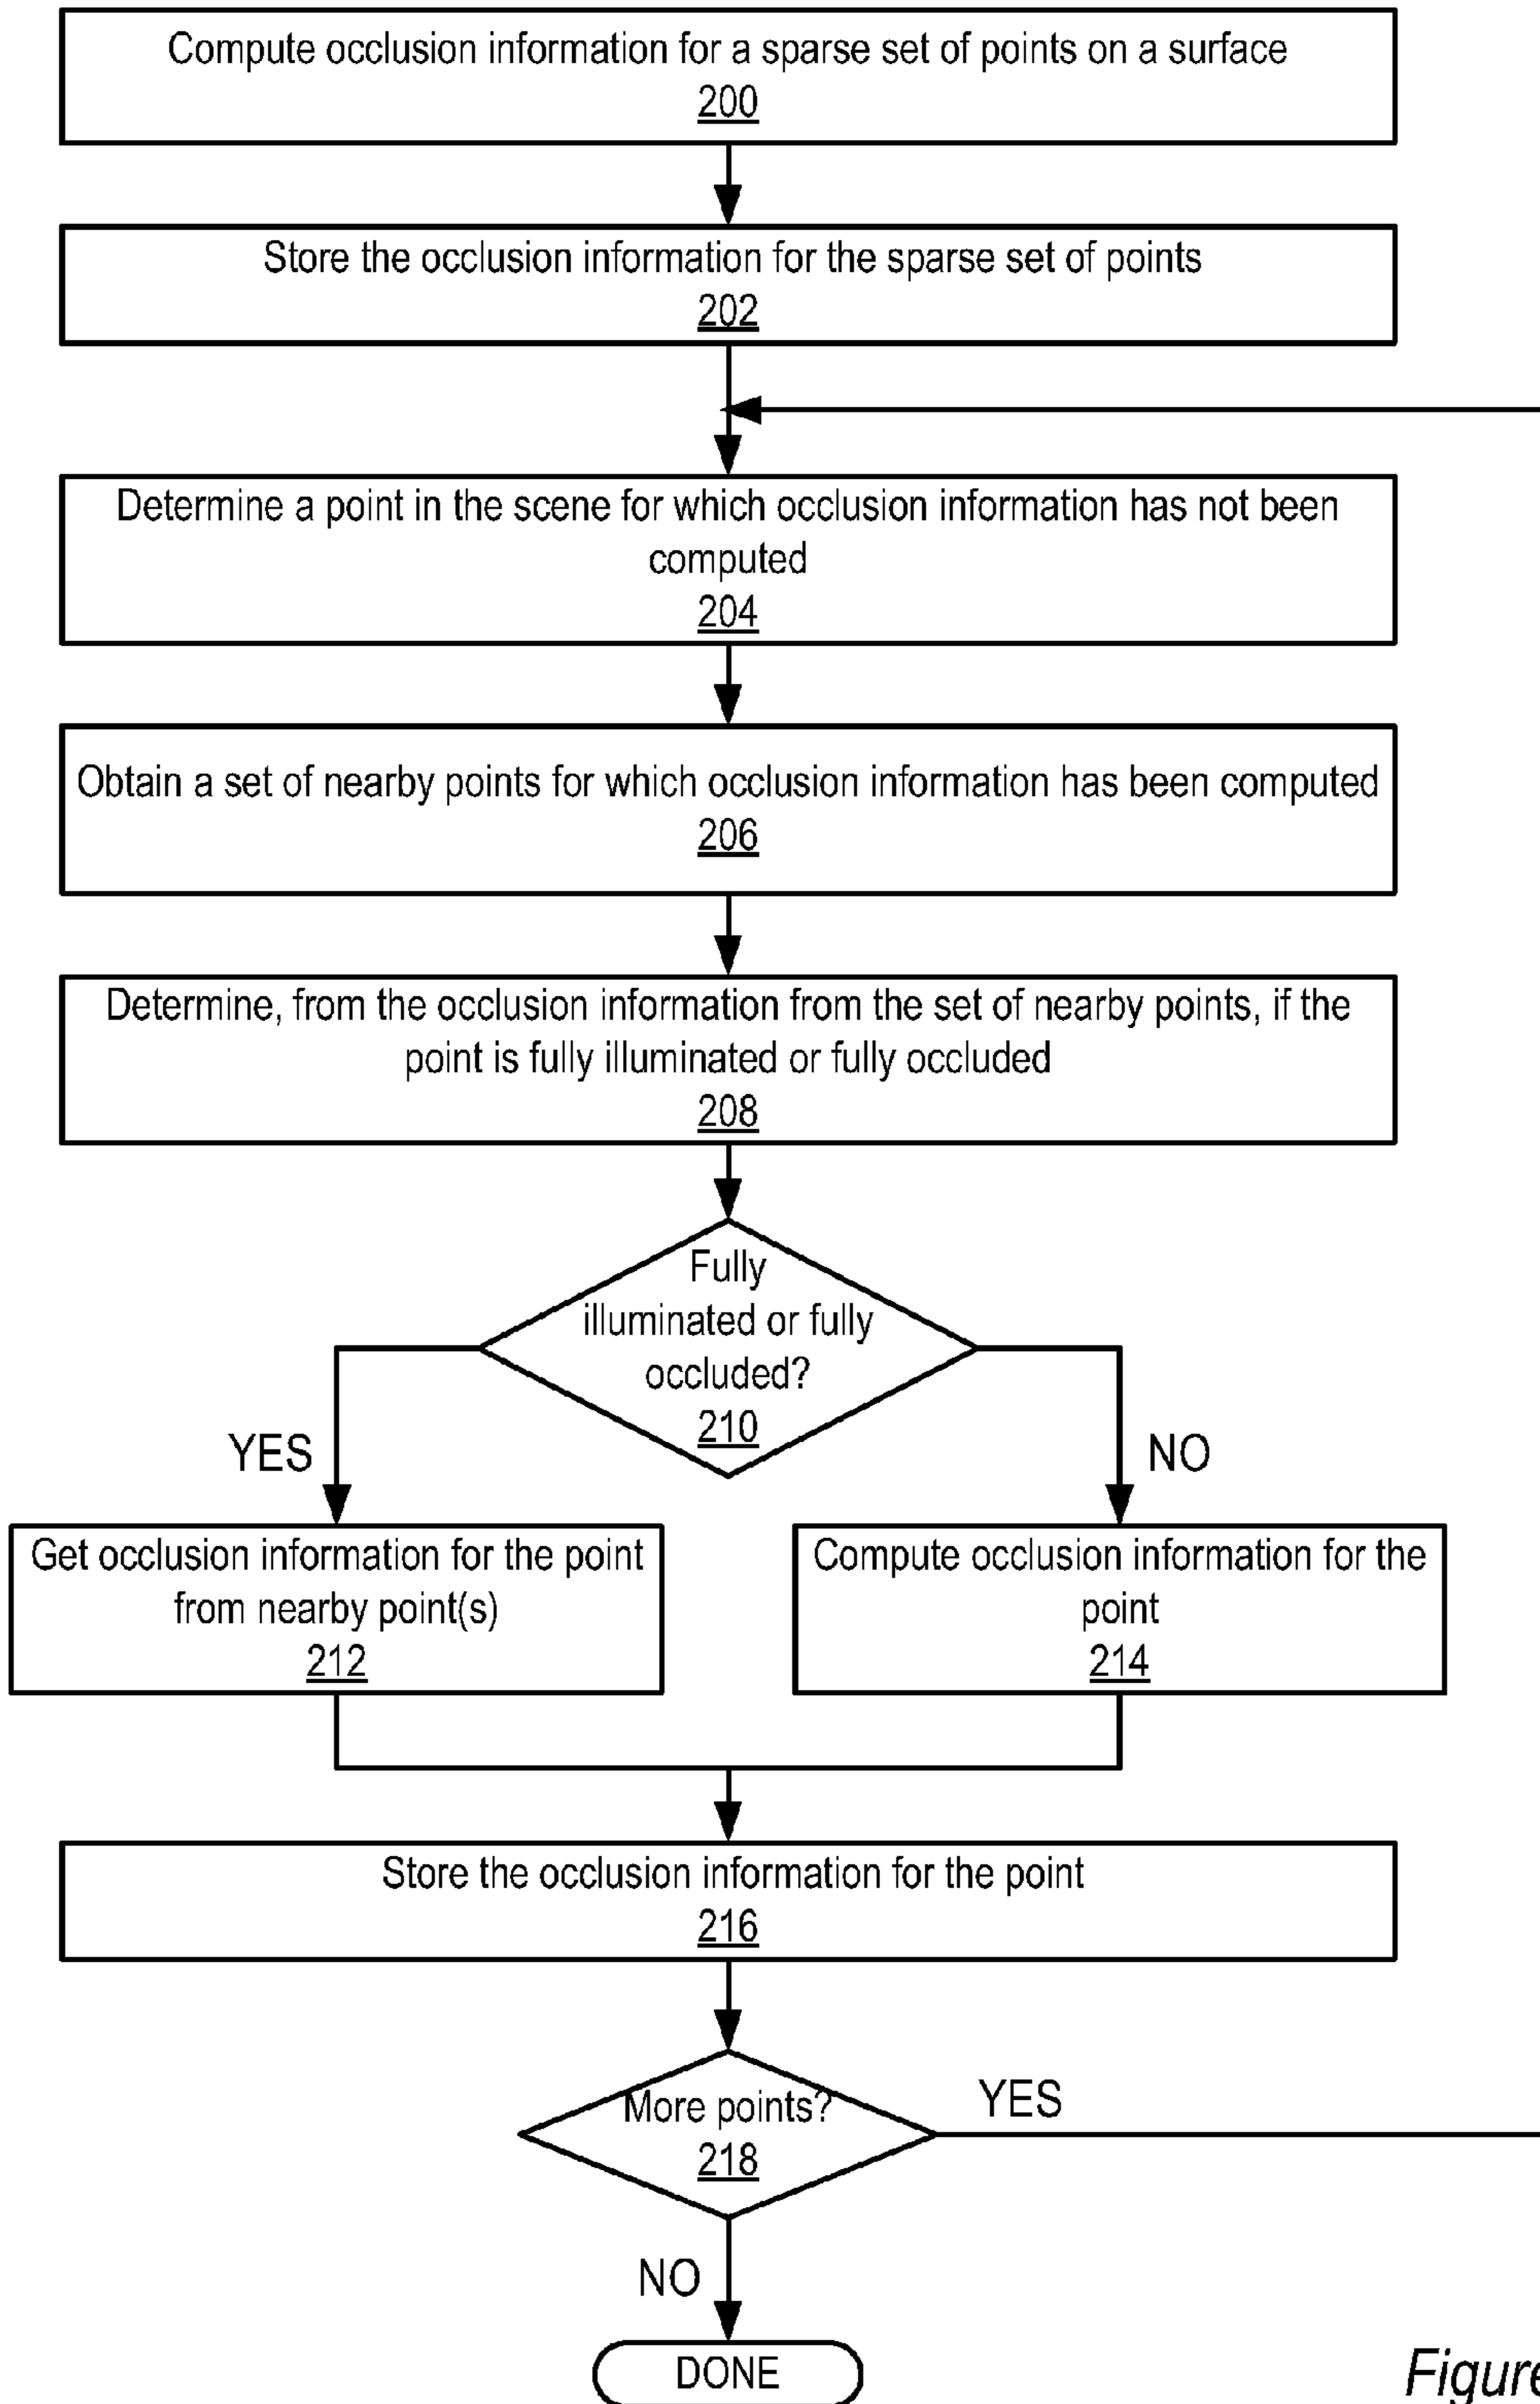 Compute occlusion information for a sparse set of points on a surface
200
Store the occlusion information for the sparse set of points
202
Determine a point in the scene for which occlusion information has not been
computed
204
Obtain a set of nearby points for which occlusion information has been computed
206
Determine, from the occlusion information from the set of nearby points, if the
point is fully illuminated or fully occluded
208
Fully
illuminated or fully
occluded?
210
YES
NO
Get occlusion information for the point
from nearby point(s)
212
Compute occlusion information for the
point
214
Store the occlusion information for the point
216
More points?
218
YES
NO
DONE
Figure